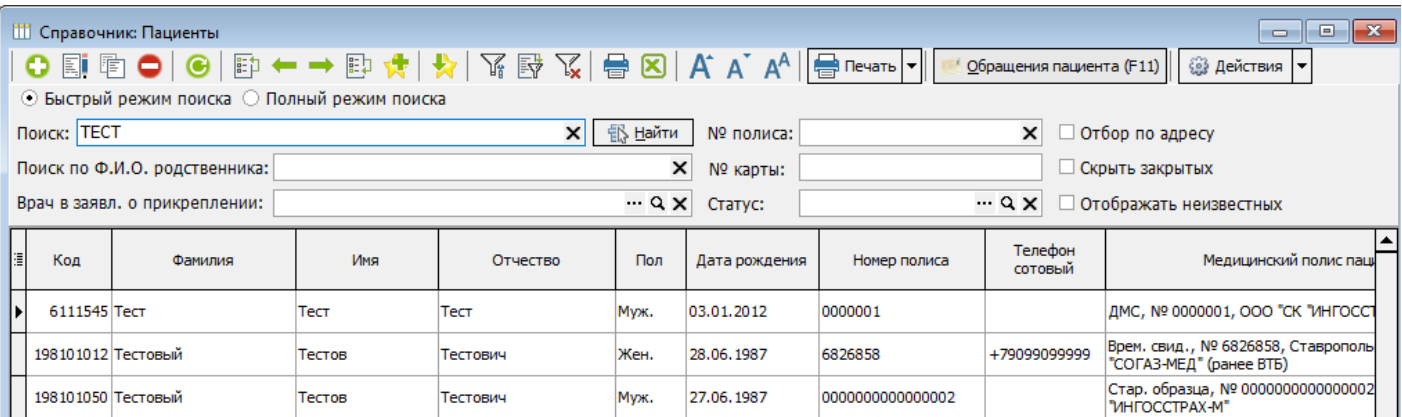 Справочник: Пациенты
Печать Обращения пациента (F11) Действия
Быстрый режим поиска Полный режим поиска
Поиск: ТЕСТ Найти № полиса: Отбор по адресу
Поиск по Ф.И.О. родственника: № карты: Скрыть закрытых
Врач в заявл. о прикреплении: Статус: Отображать неизвестных
Код Фамилия Имя Отчество Пол Дата рождения Номер полиса Телефон сотовый Медицинский полис паци
6111545 Тест Тест Тест Муж. 03.01.2012 0000001 ДМС, № 0000001, ООО "СК "ИНГОССТ
198101012 Тестовый Тестов Тестович Жен. 28.06.1987 6826858 +79099099999 Врем. свид., № 6826858, Ставрополь
"СОГАЗ-МЕД" (ранее ВТБ)
198101050 Тестовый Тестов Тестович Муж. 27.06.1987 0000000000000002 Стар. образца, № 0000000000000002
"ИНГОССТРАХ-М"